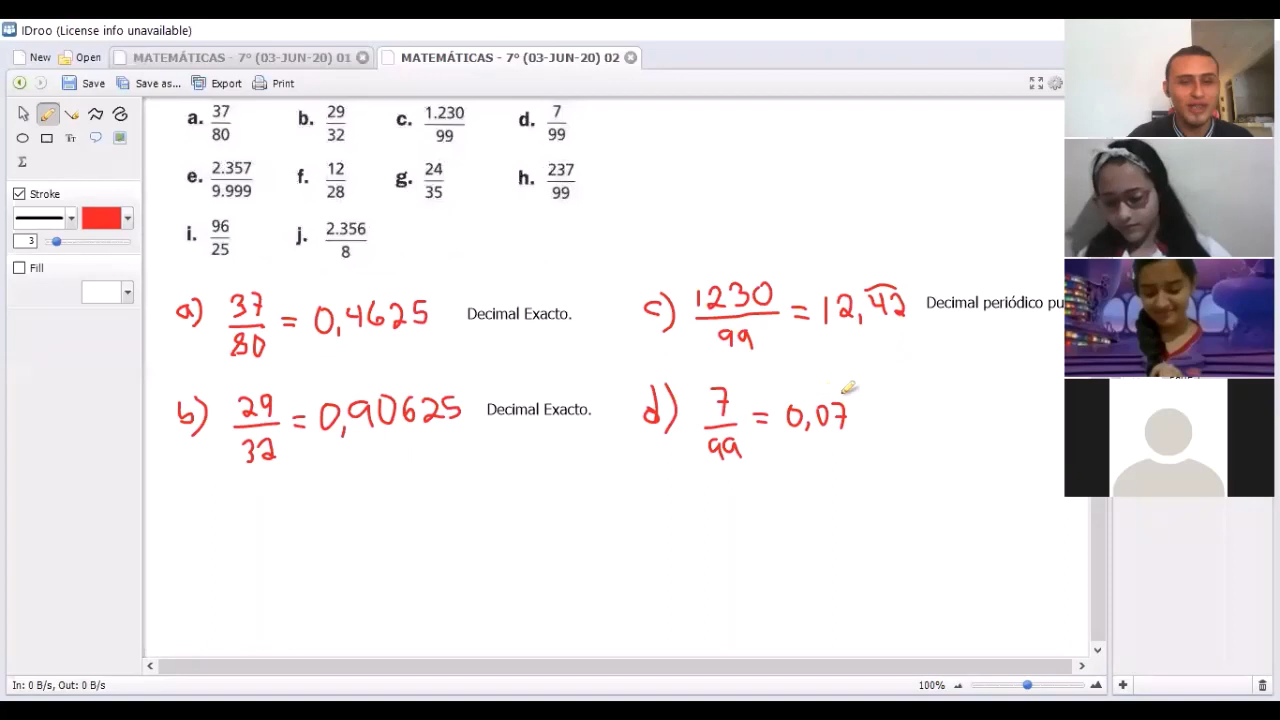 IDroo (License info unavailable)
New Open MATEMÁTICAS - 7º (03-JUN-20) 01 MATEMÁTICAS - 7º (03-JUN-20) 02
Save Save as... Export Print
Stroke
3
Fill
a. 37/80 b. 29/32 c. 1.230/99 d. 7/99
e. 2.357/9.999 f. 12/28 g. 24/35 h. 237/99
i. 96/25 j. 2.356/8
a) 37/80 = 0,4625 Decimal Exacto.
c) 1230/99 = 12,4͡2 Decimal periódico
b) 29/32 = 0,90625 Decimal Exacto.
d) 7/99 = 0,07
In: 0 B/s, Out: 0 B/s 100%